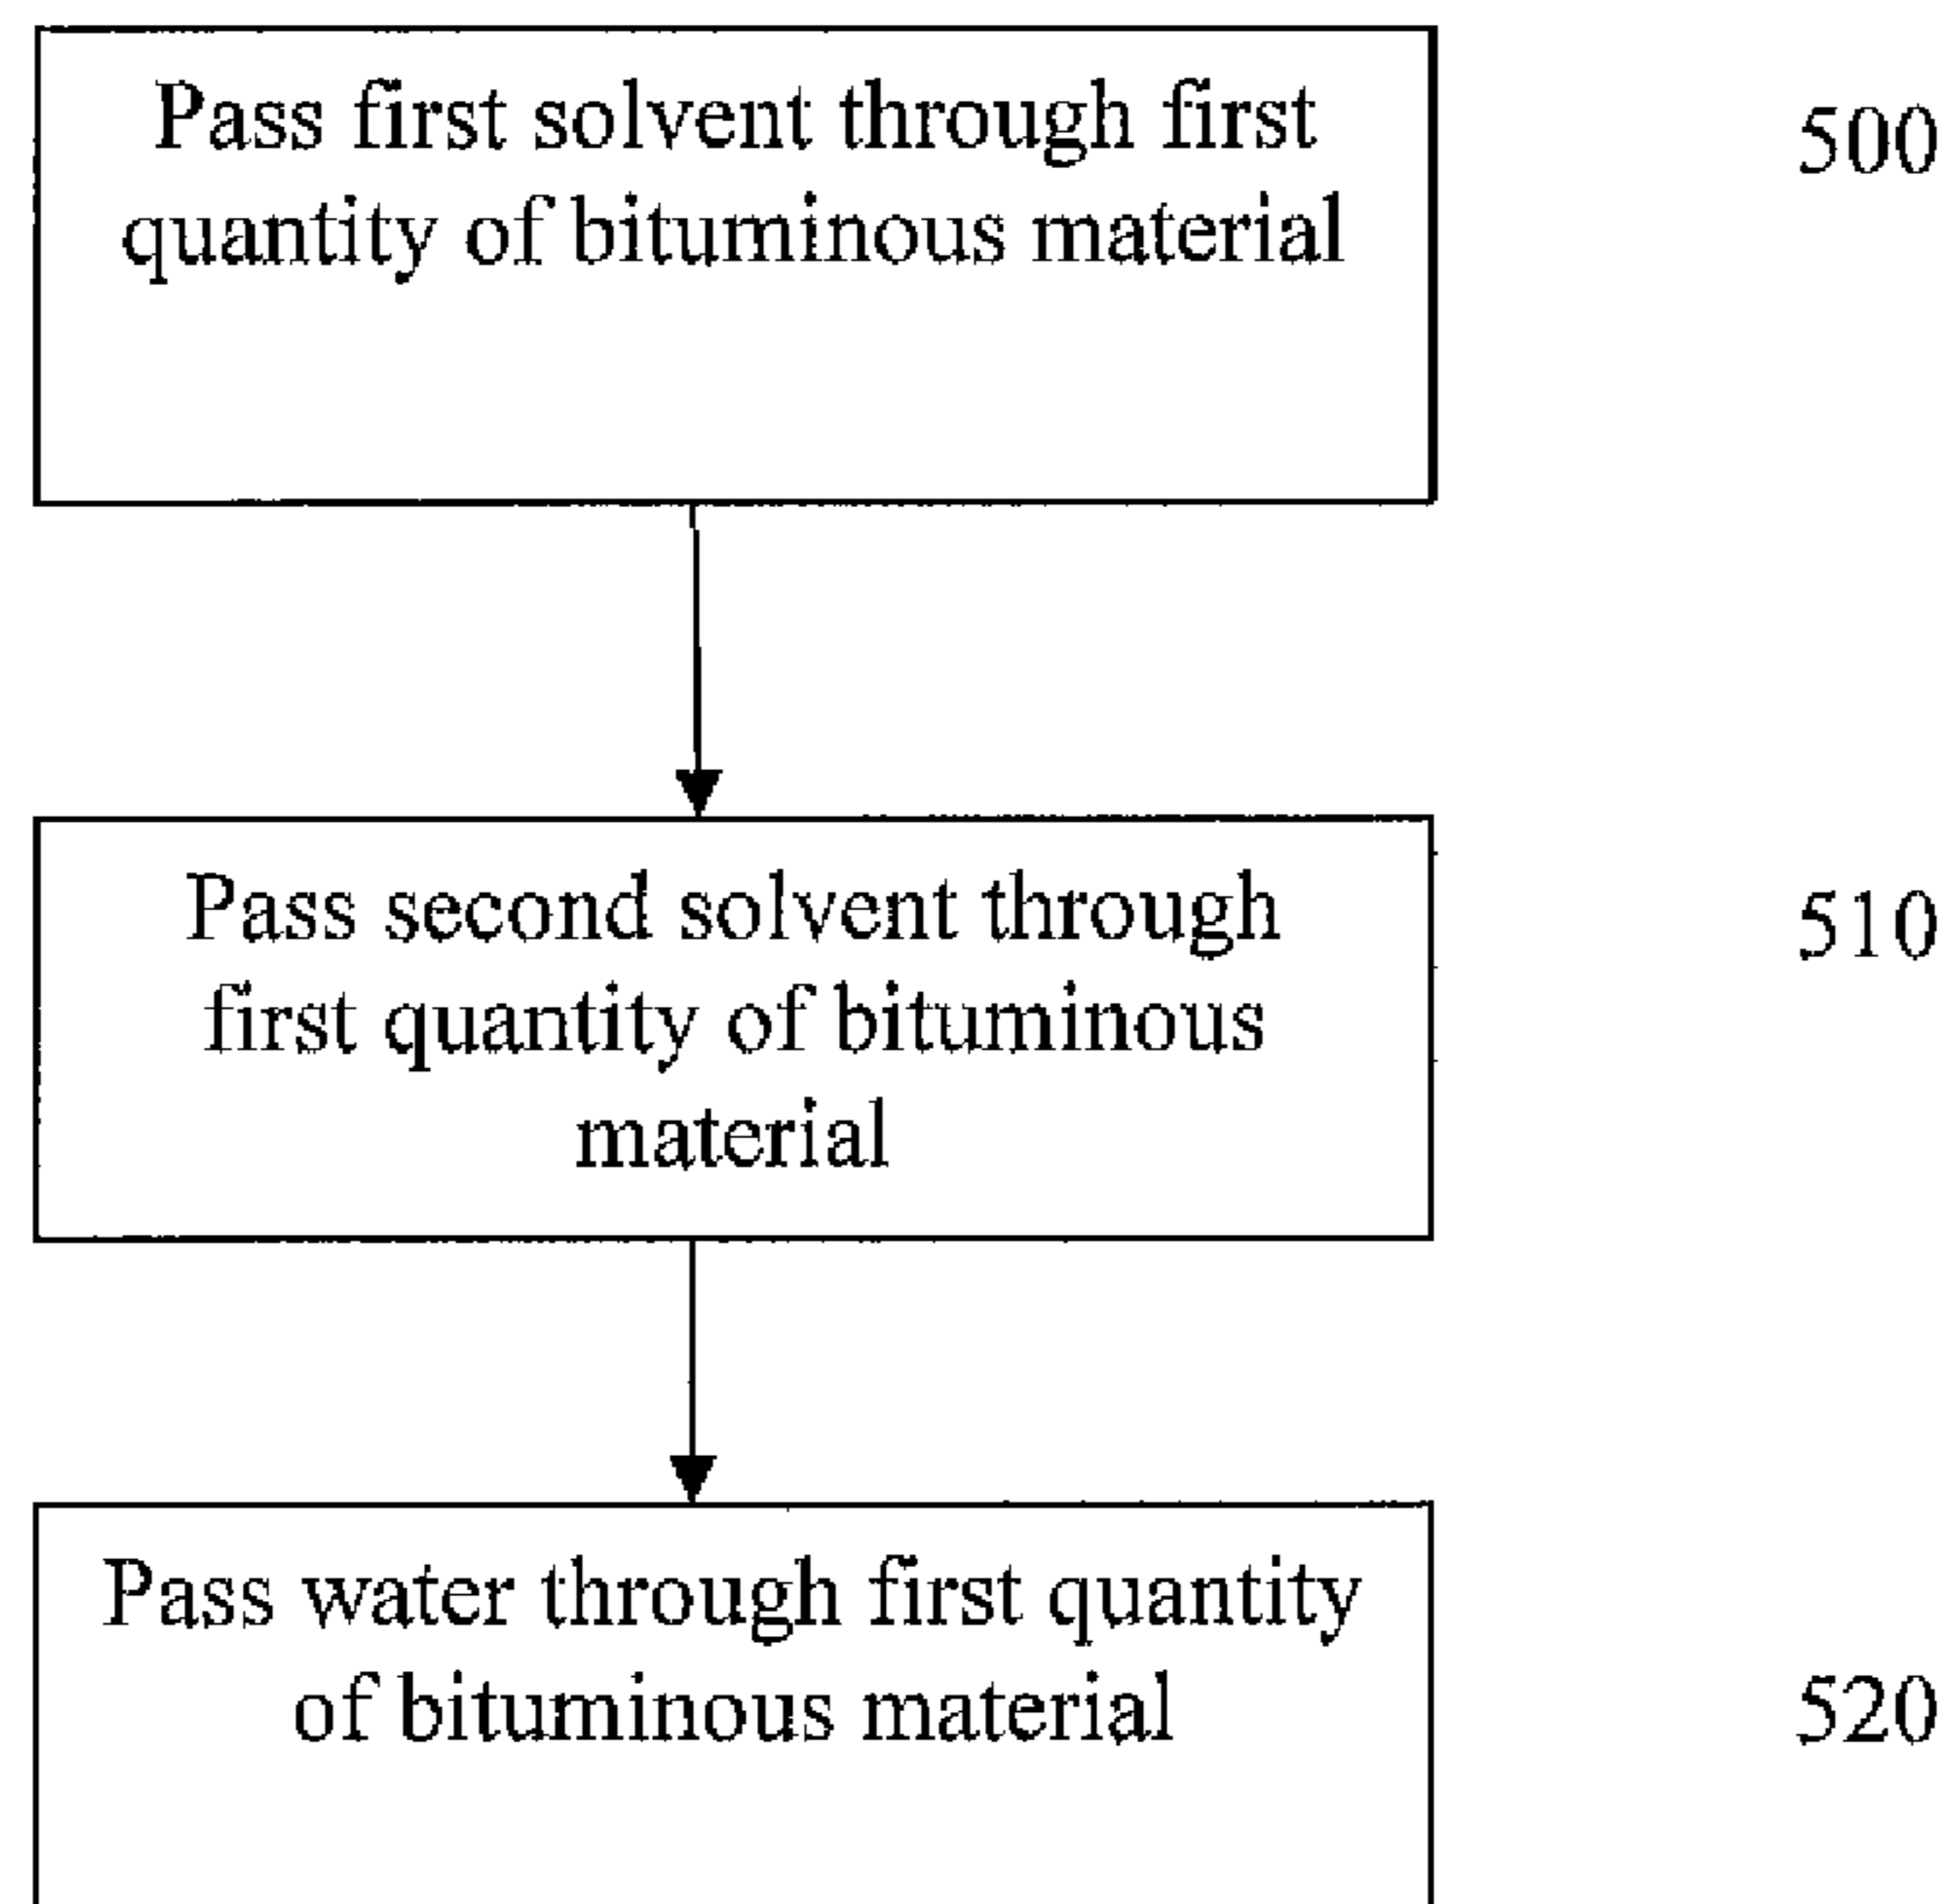 Pass first solvent through first
quantity of bituminous material
500
Pass second solvent through
first quantity of bituminous
material
510
Pass water through first quantity
of bituminous material
520